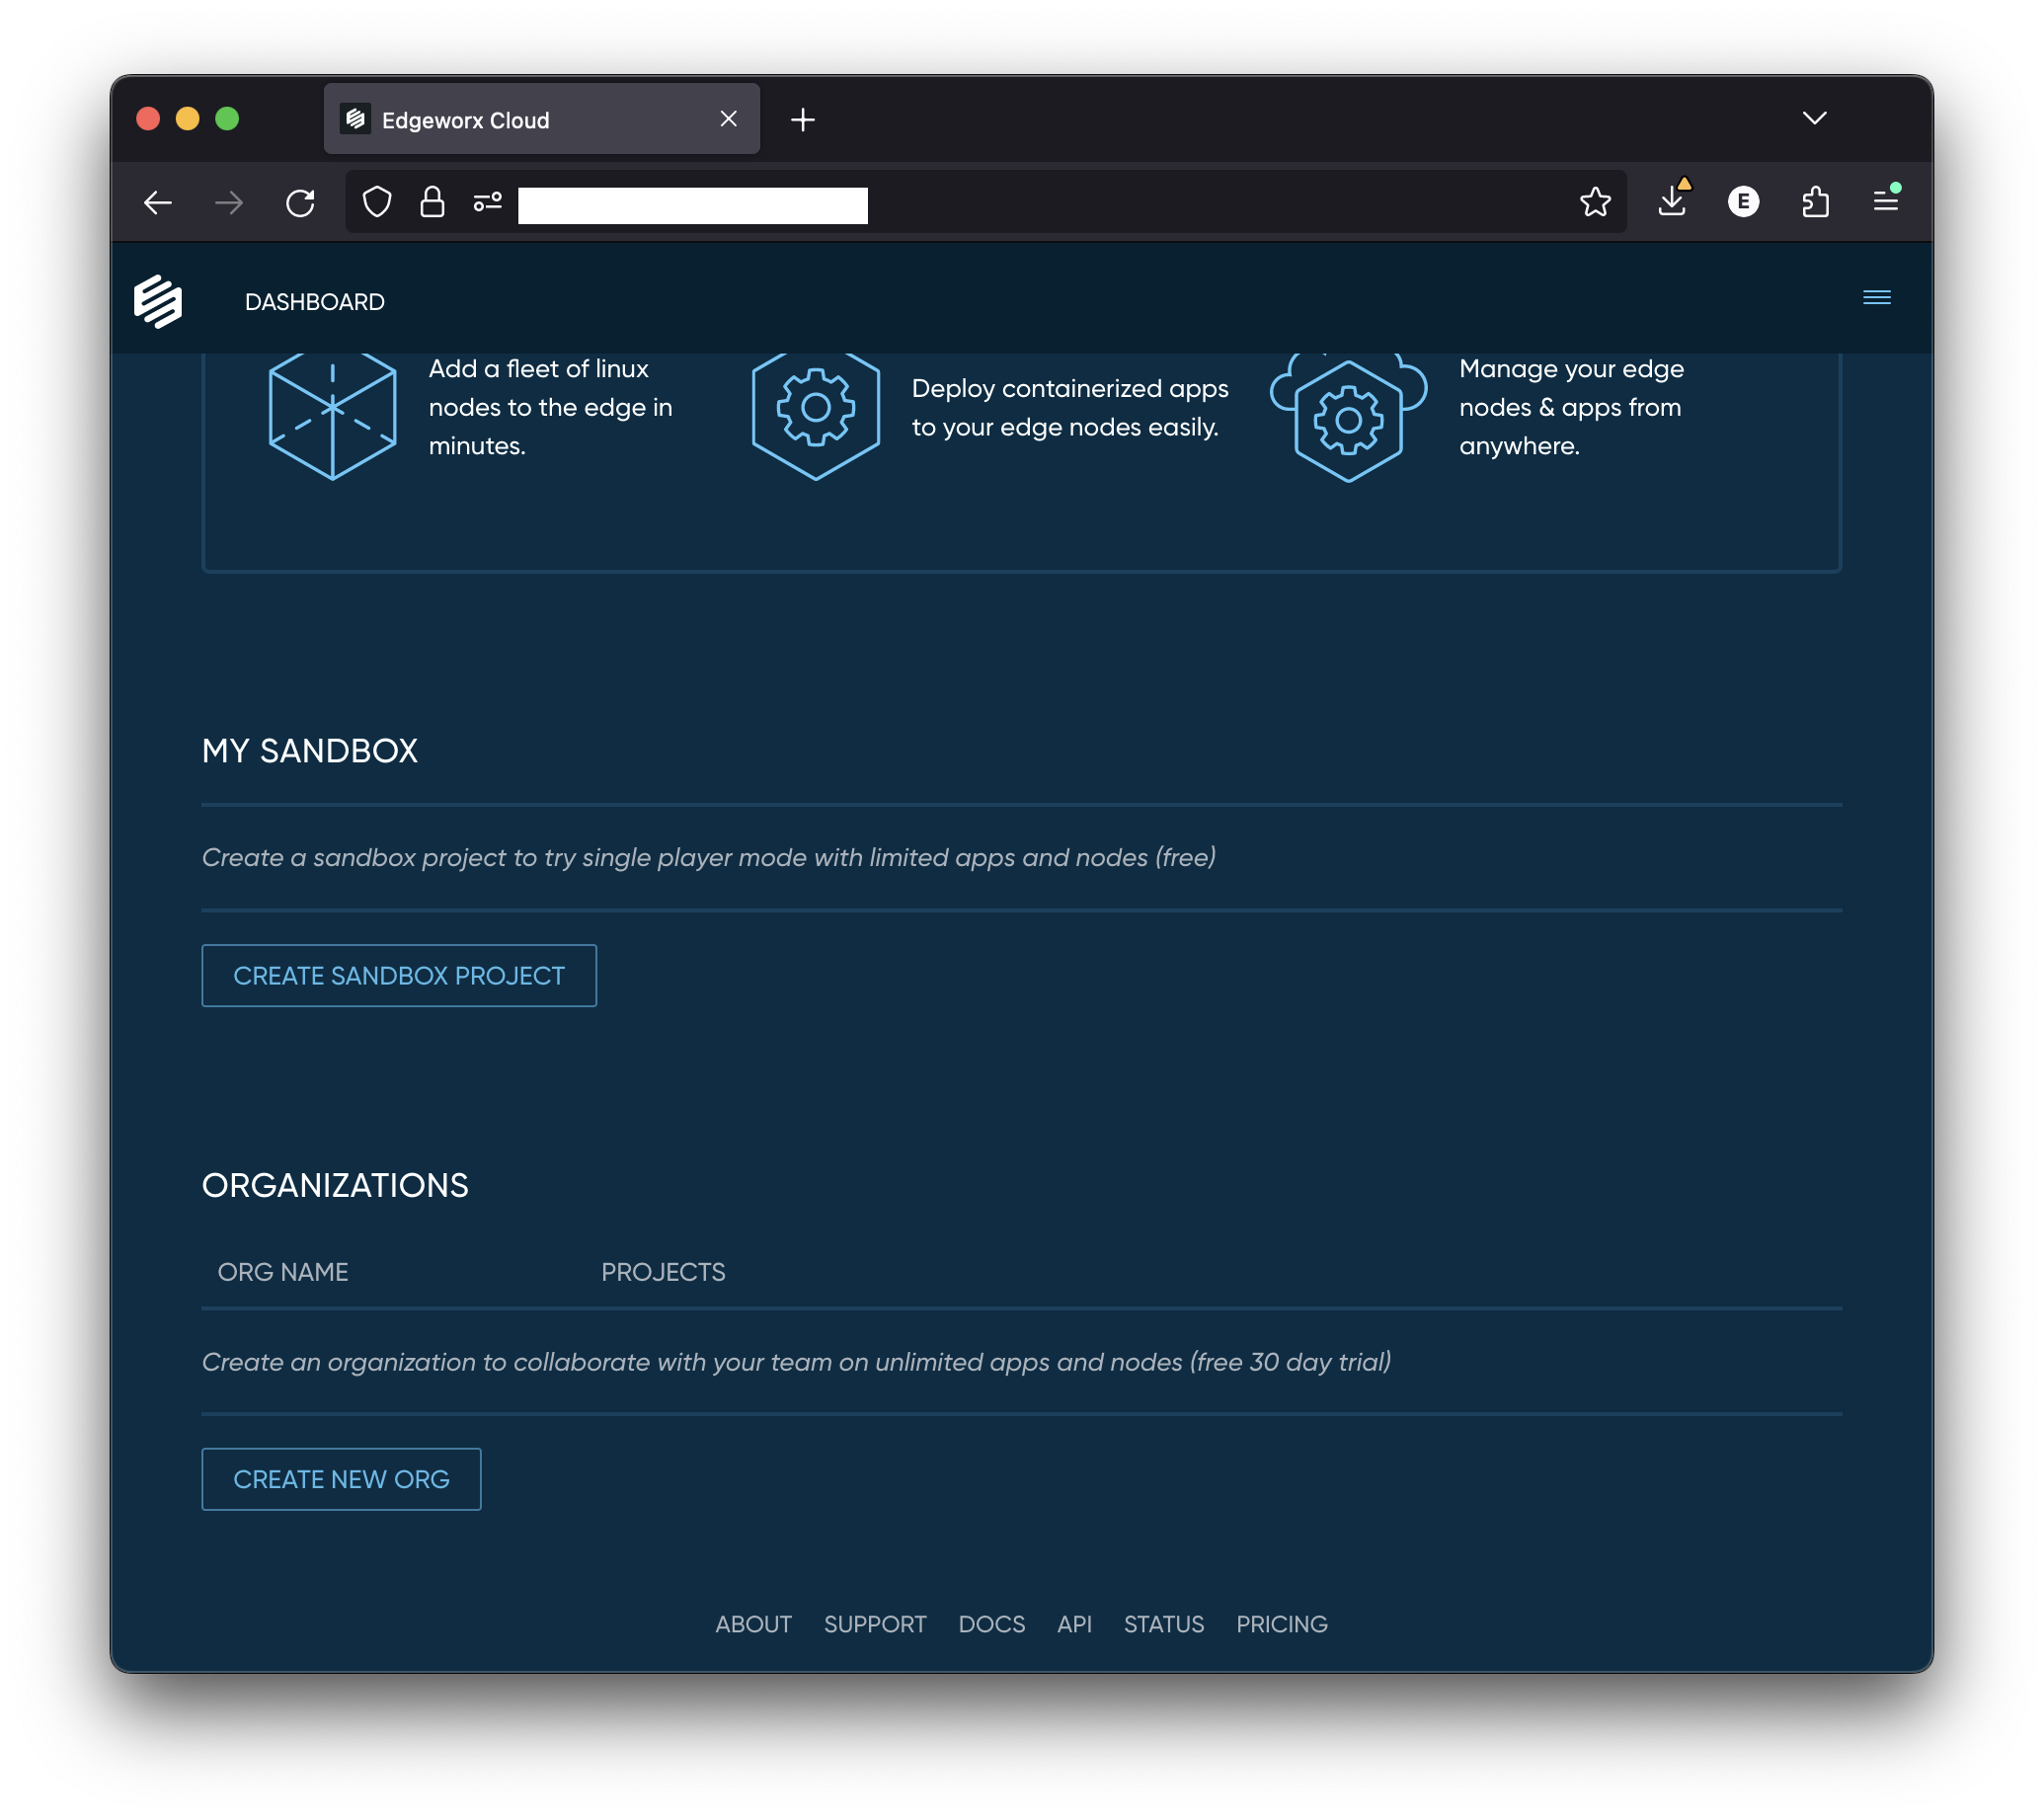 Edgeworx Cloud
E
DASHBOARD
Add a fleet of linux
nodes to the edge in
minutes.
Deploy containerized apps
to your edge nodes easily.
Manage your edge
nodes & apps from
anywhere.
MY SANDBOX
Create a sandbox project to try single player mode with limited apps and nodes (free)
CREATE SANDBOX PROJECT
ORGANIZATIONS
ORG NAME PROJECTS
Create an organization to collaborate with your team on unlimited apps and nodes (free 30 day trial)
CREATE NEW ORG
ABOUT SUPPORT DOCS API STATUS PRICING